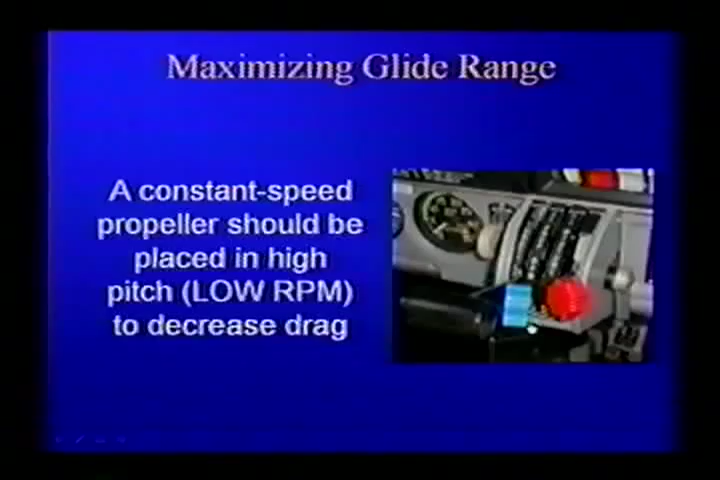 Maximizing Glide Range
A constant-speed
propeller should be
placed in high
pitch (LOW RPM)
to decrease drag